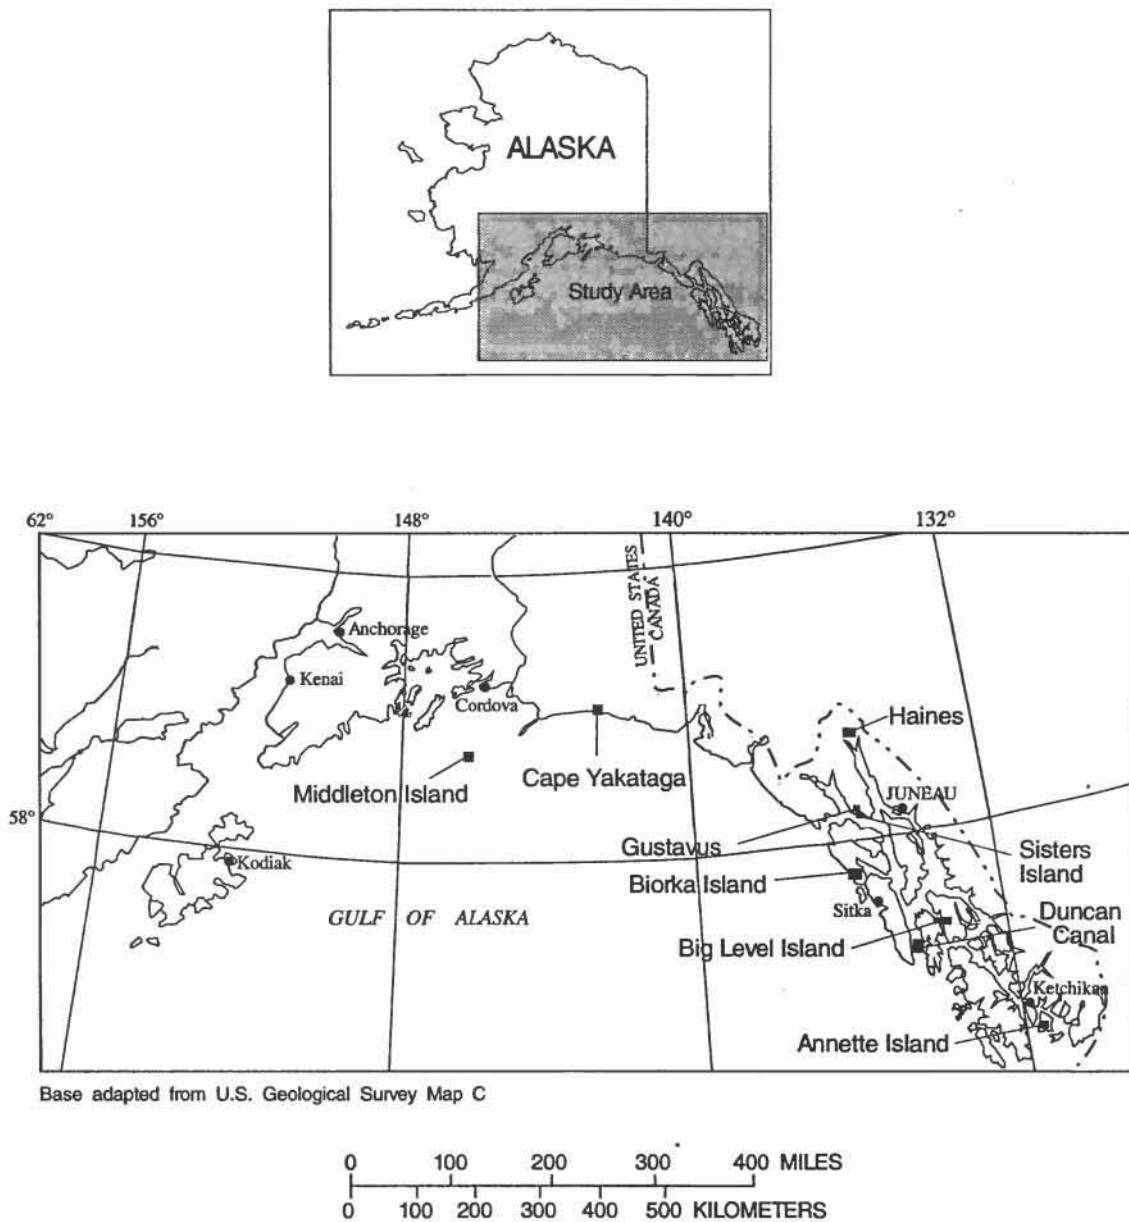 ALASKA
Study Area
62° 156° 148° 140° 132°
UNITED STATES
CANADA
Anchorage
Kenai
Cordova
Haines
Middleton Island
Cape Yakataga
JUNEAU
58°
Gustavus
Sisters
Island
Kodiak
Biorka Island
Sitka
GULF OF ALASKA
Duncan
Canal
Big Level Island
Ketchikan
Annette Island
Base adapted from U.S. Geological Survey Map C
0 100 200 300 400 MILES
0 100 200 300 400 500 KILOMETERS